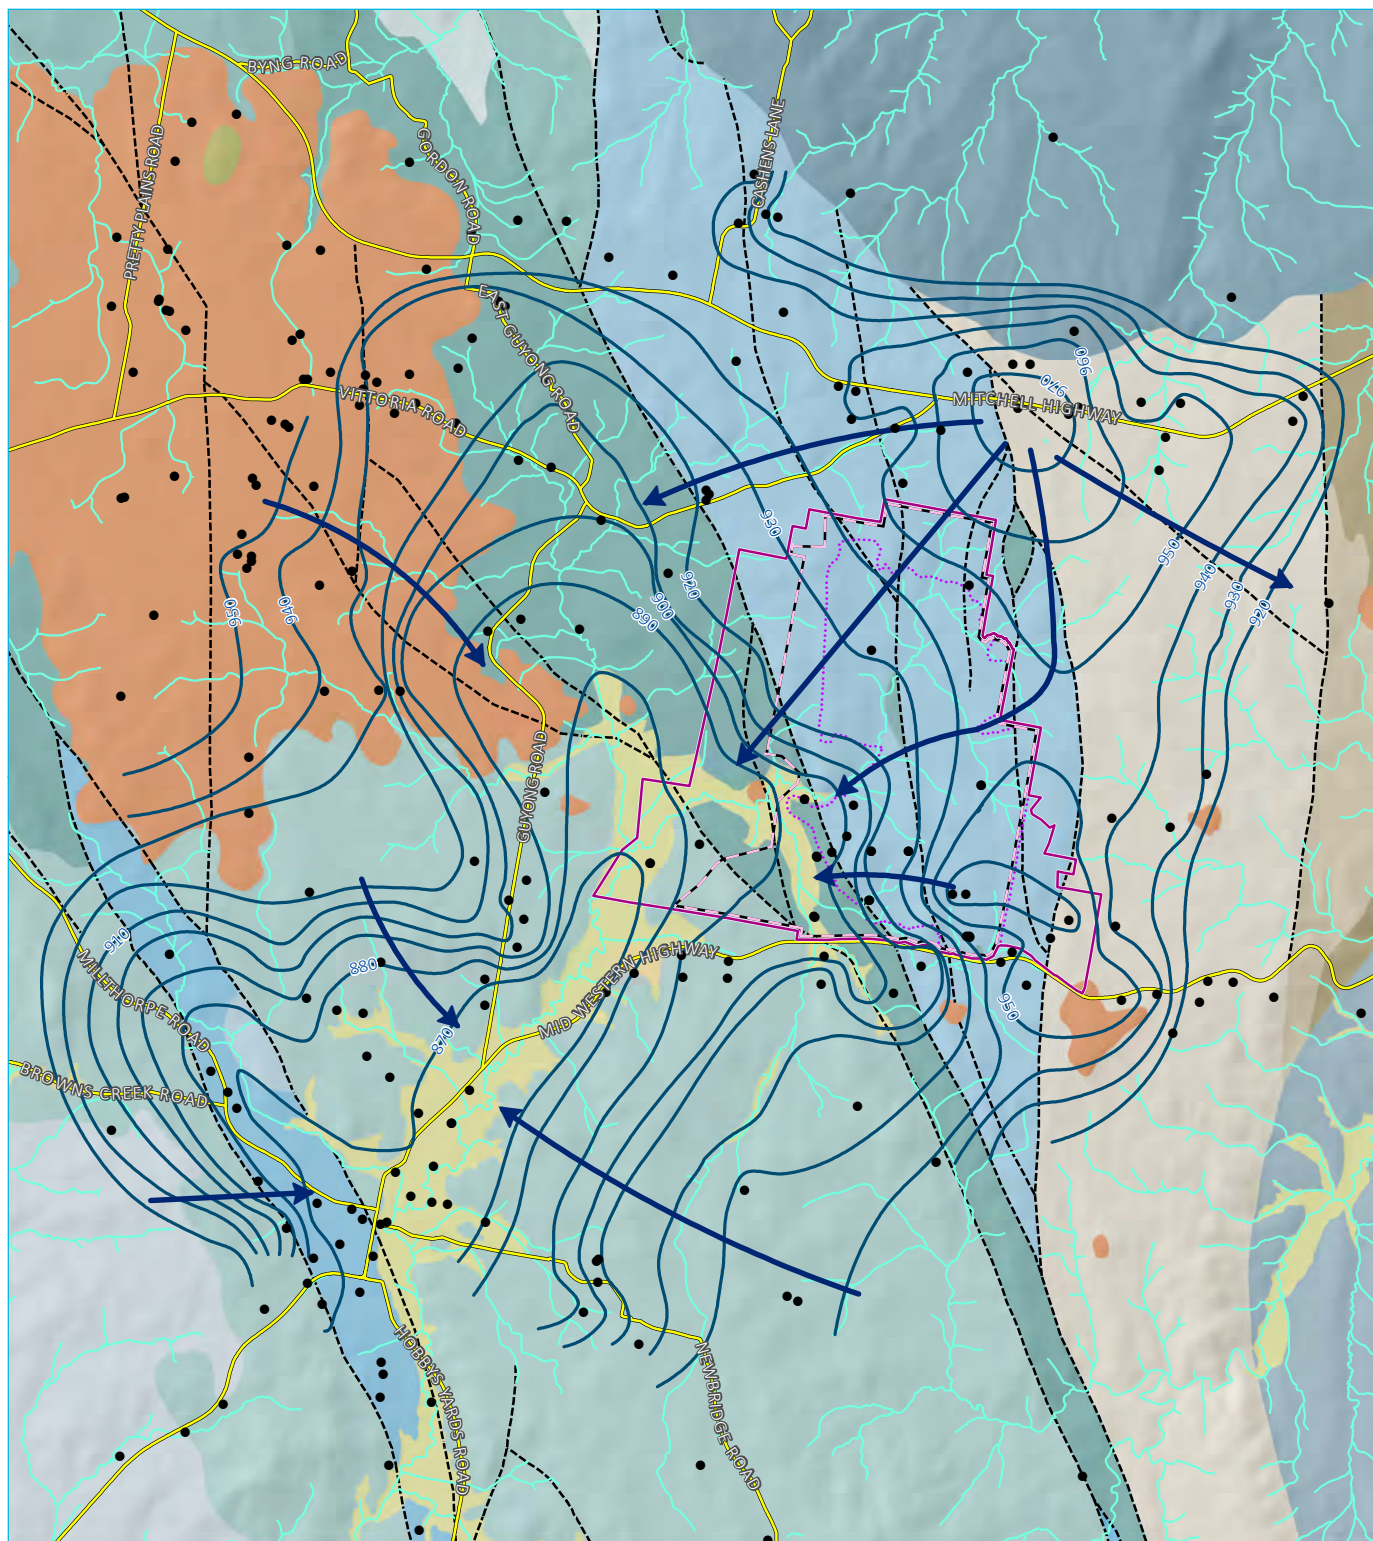 BYNG ROAD
CASHENS LANE
GORDON ROAD
PRETTY PLAINS ROAD
EAST GUYONG ROAD
960
970
VITTORIA ROAD
MITCHELL HIGHWAY
930
950
920
940
900
930
950
940
920
890
GUYONG ROAD
910
880
MID WESTERN HIGHWAY
MILLTHORPE ROAD
950
870
BROWNS CREEK ROAD
HOBBYS YARDS ROAD
NEWBRIDGE ROAD